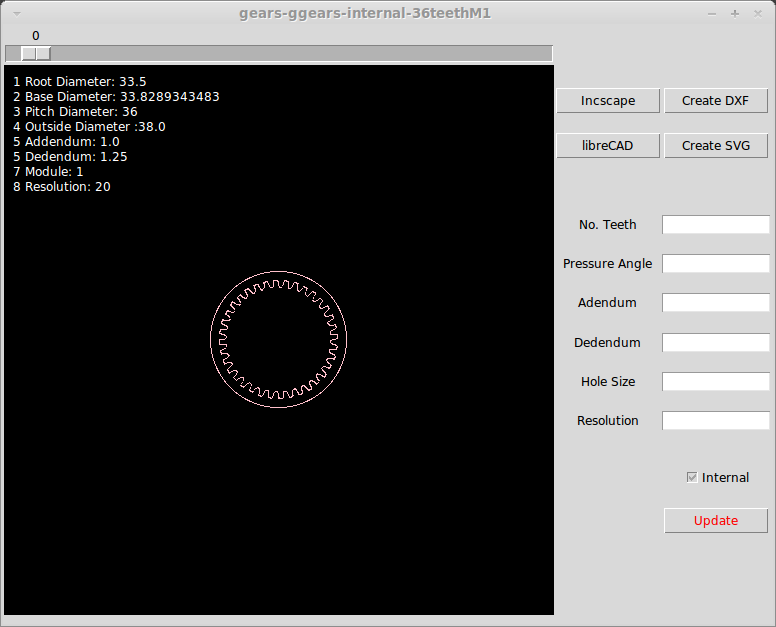 gears-ggears-internal-36teethM1
0
1 Root Diameter: 33.5
2 Base Diameter: 33.8289343483
3 Pitch Diameter: 36
4 Outside Diameter :38.0
5 Addendum: 1.0
5 Dedendum: 1.25
7 Module: 1
8 Resolution: 20
Incscape Create DXF
libreCAD Create SVG
No. Teeth
Pressure Angle
Adendum
Dedendum
Hole Size
Resolution
Internal
Update